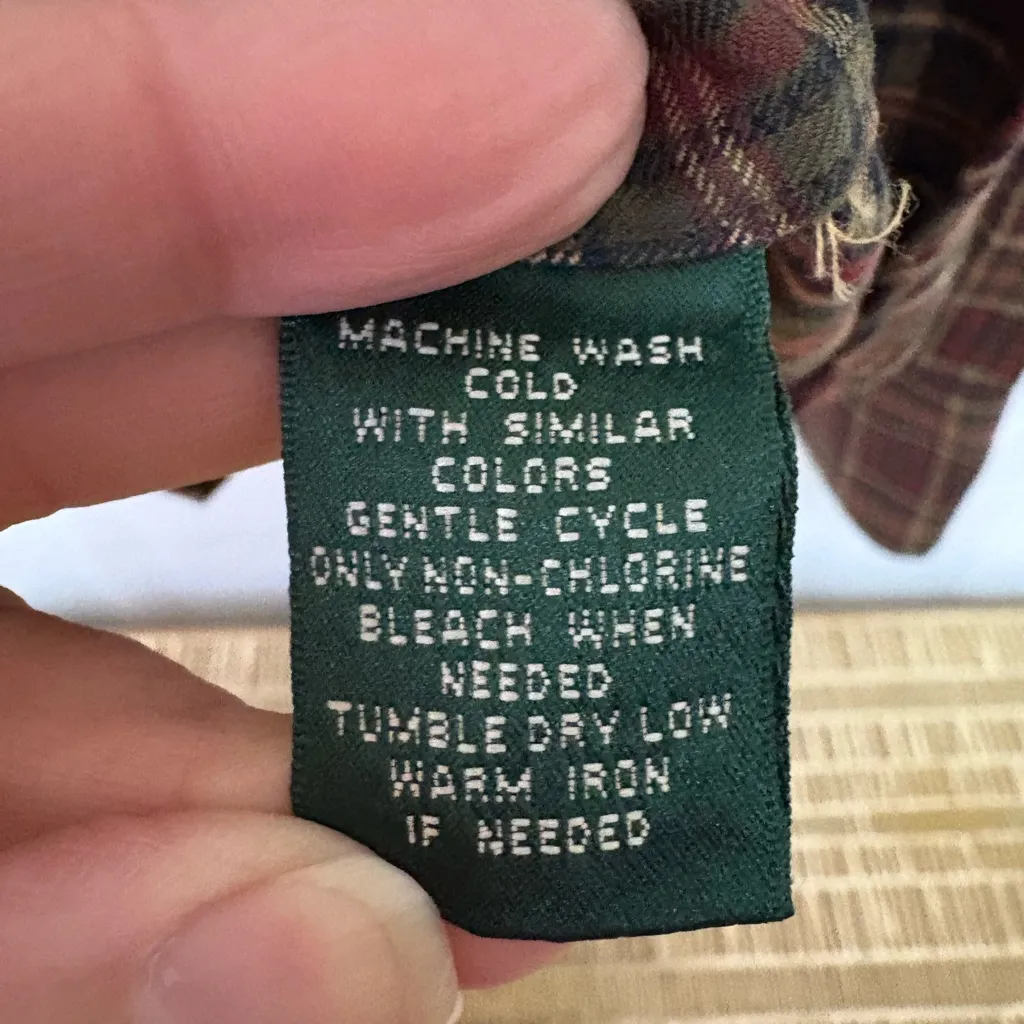 MACHINE WASH
COLD
WITH SIMILAR
COLORS
GENTLE CYCLE
ONLY NON-CHLORINE
BLEACH WHEN
NEEDED
TUMBLE DRY LOW
WARM IRON
IF NEEDED